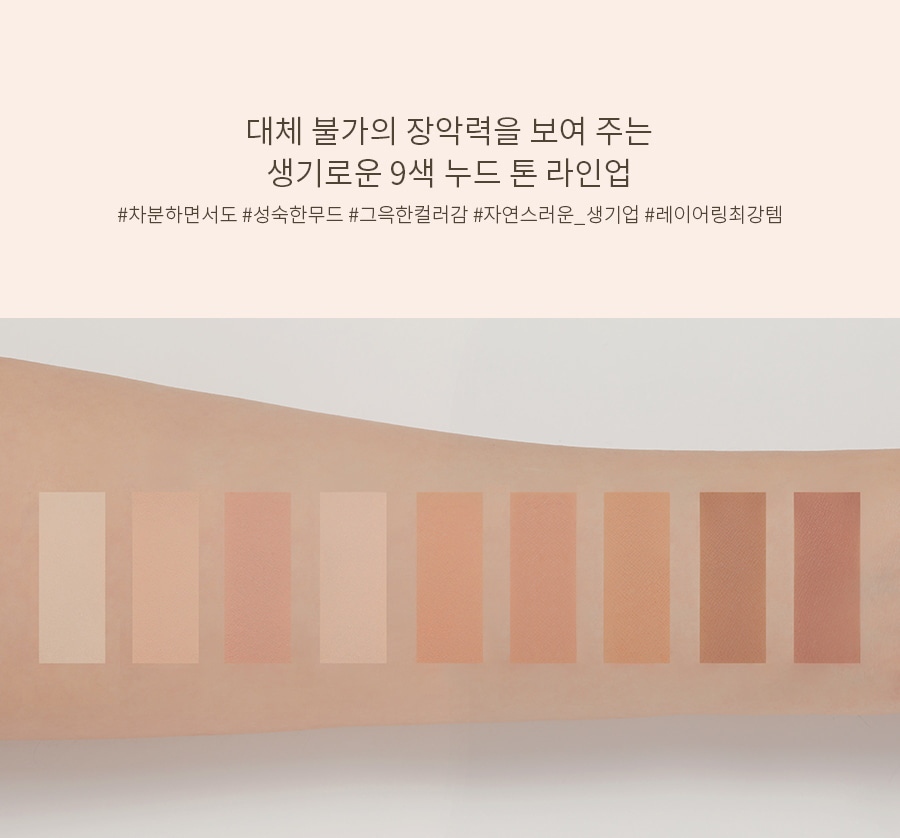 대체 불가의 장악력을 보여 주는
생기로운 9색 누드 톤 라인업
#차분하면서도 #성숙한무드 #그윽한컬러감 #자연스러운_생기업 #레이어링최강템